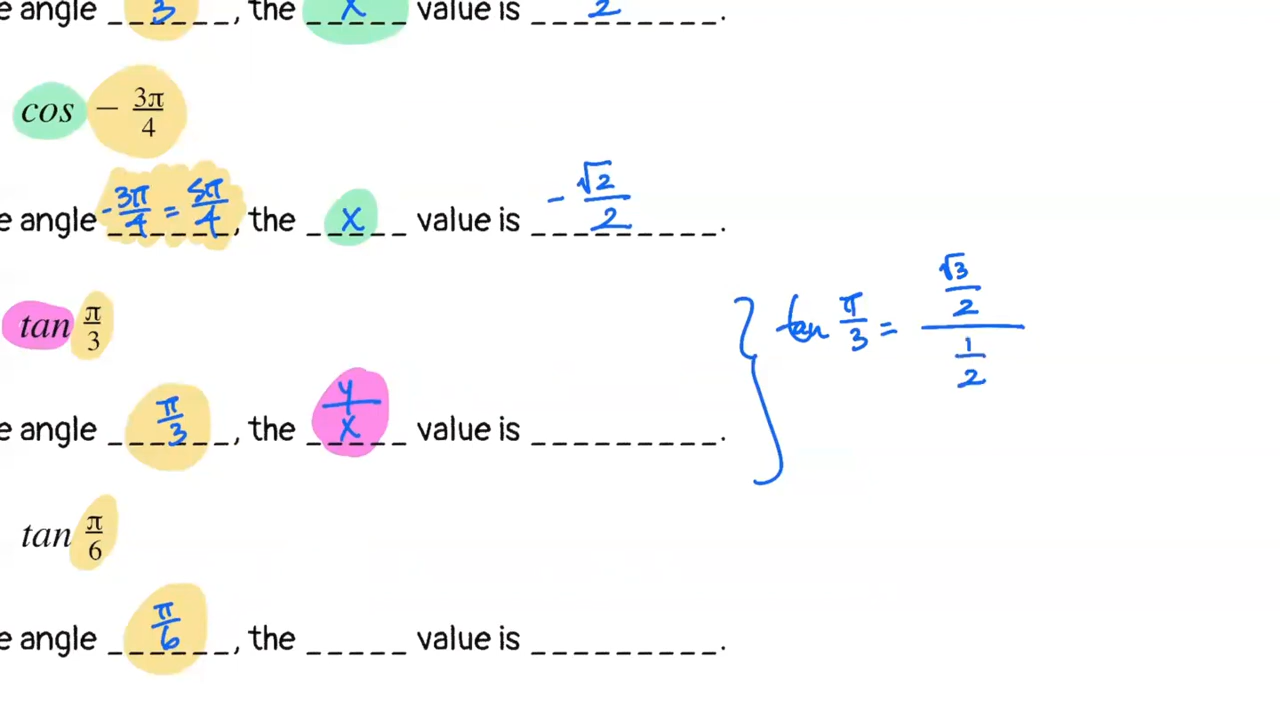 e angle 3, the x value is 2.
cos − 3π/4
e angle -3π/4 = 5π/4, the x value is -√2/2.
tan π/3
tan π/3 = (√3/2)/(1/2)
e angle π/3, the y/x value is _ _ _ _ _ _ _ _ _.
tan π/6
e angle π/6, the _ _ _ _ _ value is _ _ _ _ _ _ _ _ _.